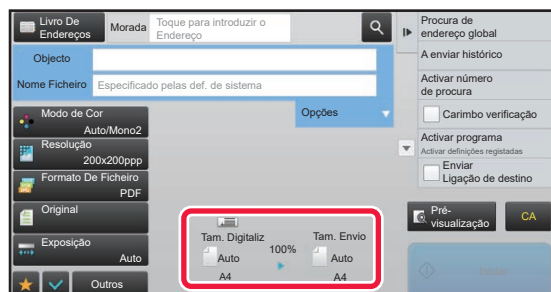 Livro De
Endereços
Morada
Toque para introduzir o
Endereço
Objecto
Nome Ficheiro
Especificado pelas def. de sistema
Opções
Modo de Cor
Auto/Mono2
Resolução
200x200ppp
Formato De Ficheiro
PDF
Original
Exposição
Auto
Outros
Tam. Digitaliz
100%
Tam. Envio
Auto
Auto
A4
A4
Procura de
endereço global
A enviar histórico
Activar número
de procura
Carimbo verificação
Activar programa
Activar definições registadas
Enviar
Ligação de destino
Pré-
visualização
CA
Iniciar